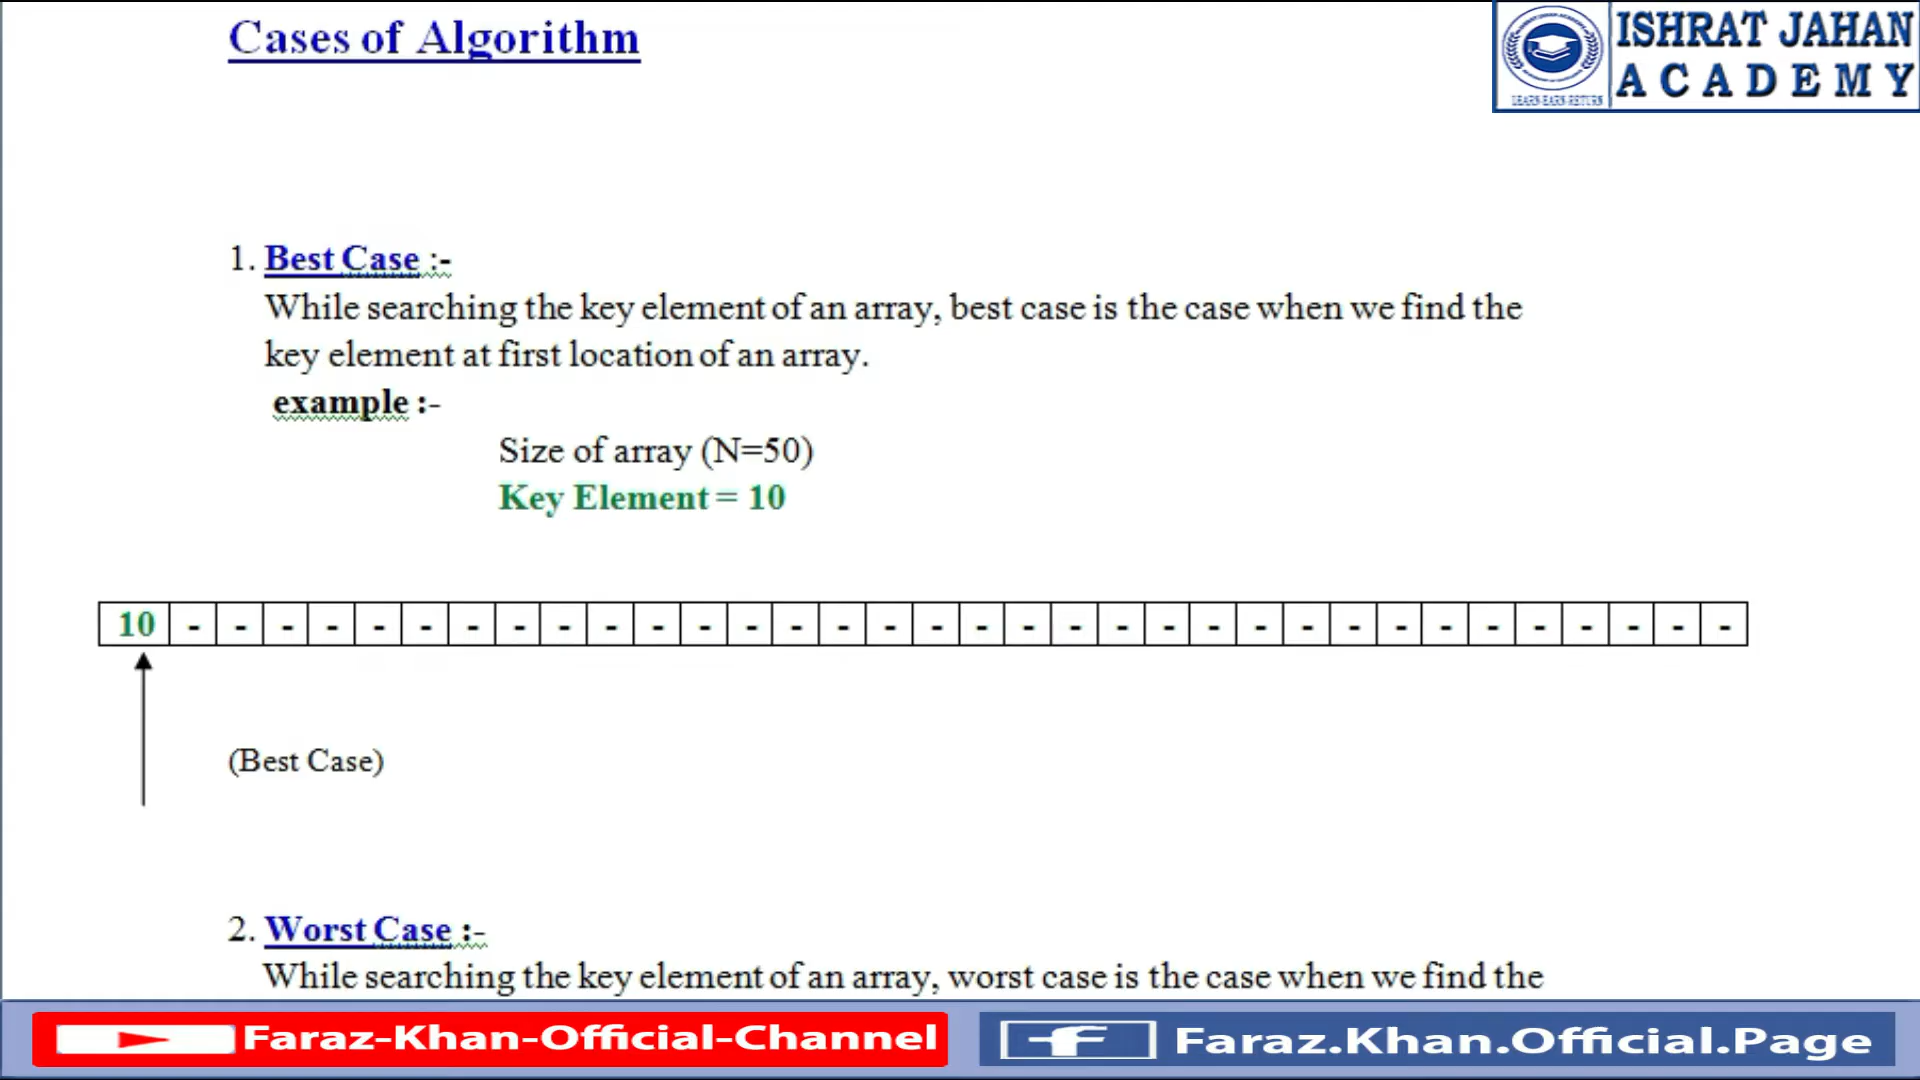 Cases of Algorithm
ISHRAT JAHAN
ACADEMY
LEARN-EARN-RETURN
1. Best Case :-
While searching the key element of an array, best case is the case when we find the
key element at first location of an array.
example :-
Size of array (N=50)
Key Element = 10
10 - - - - - - - - - - - - - - - - - - - - - - - - - - - - - - - - - -
(Best Case)
2. Worst Case :-
While searching the key element of an array, worst case is the case when we find the
Faraz-Khan-Official-Channel
f Faraz.Khan.Official.Page